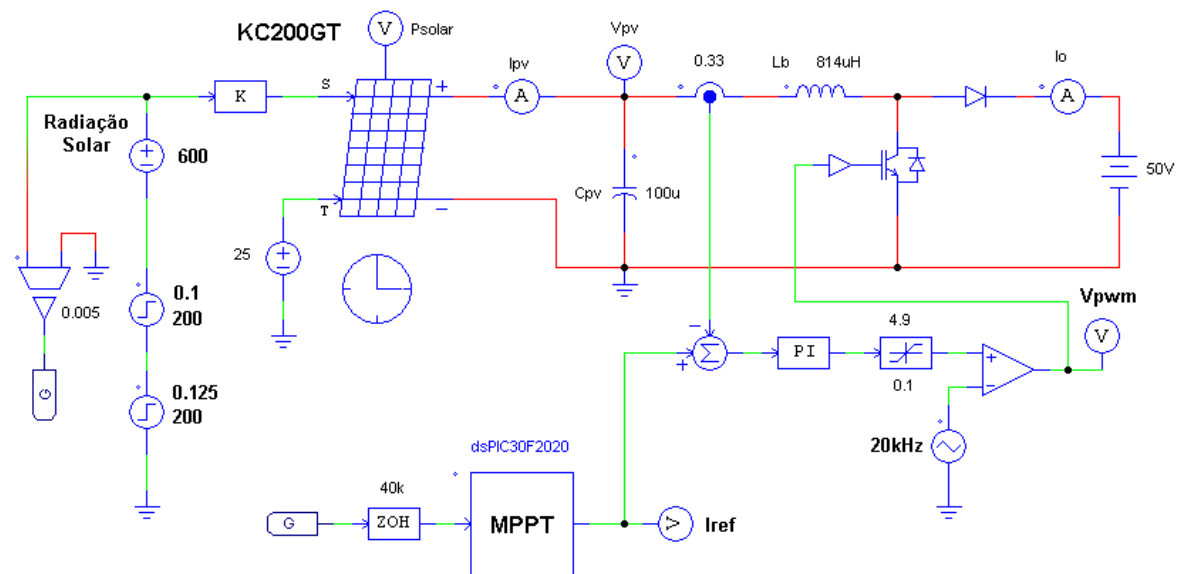 KC200GT
V
Psolar
Vpv
V
Ipv
A
0.33
Lb
814uH
Io
A
K
S
+
Radiação
Solar
600
T
−
Cpv
100u
50V
25
0.005
0.1
200
0.125
200
G
Vpwm
V
−
+
Σ
PI
4.9
0.1
+
−
20kHz
dsPIC30F2020
40k
G
ZOH
MPPT
V
Iref